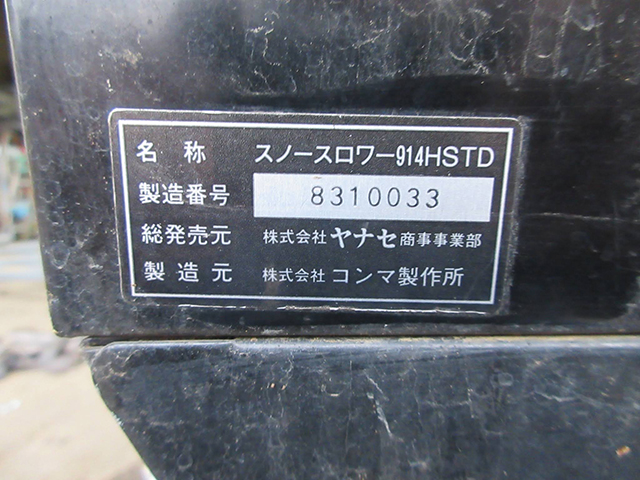 名称 スノースロワー914HSTD
製造番号 8310033
総発売元 株式会社 ヤナセ商事事業部
製造元 株式会社 コンマ製作所